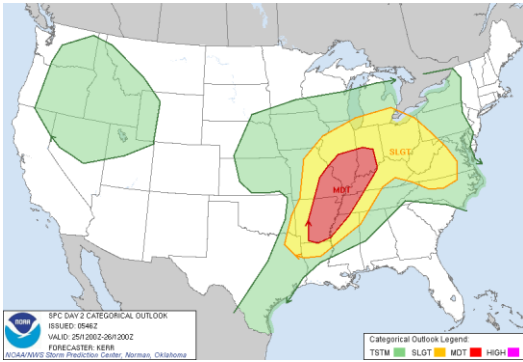 SLGT
MDT
noaa
SPC DAY 2 CATEGORICAL OUTLOOK
ISSUED: 0546Z
VALID: 25/1200Z-26/1200Z
FORECASTER: KERR
NOAA/NWS Storm Prediction Center, Norman, Oklahoma
Categorical Outlook Legend:
TSTM SLGT MDT HIGH